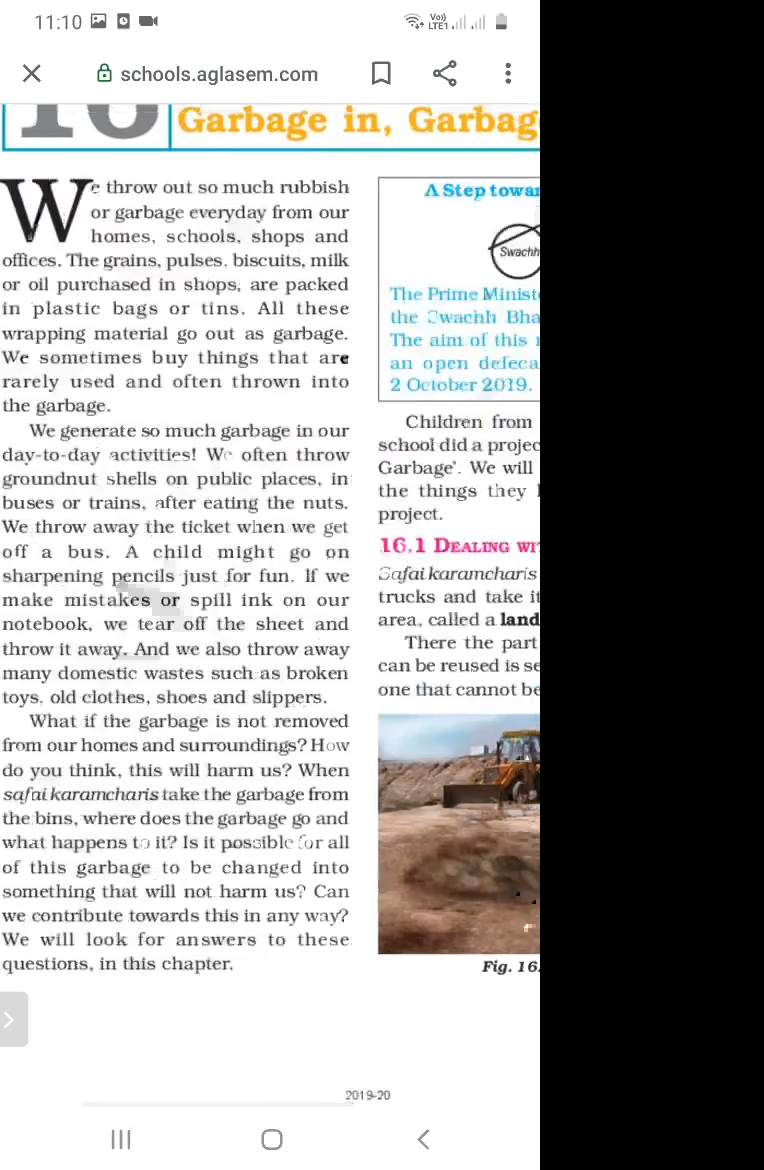 11:10
Vo)
LTE1
schools.aglasem.com
16
Garbage in, Garbag
We throw out so much rubbish
or garbage everyday from our
homes, schools, shops and
offices. The grains, pulses, biscuits, milk
or oil purchased in shops, are packed
in plastic bags or tins. All these
wrapping material go out as garbage.
We sometimes buy things that are
rarely used and often thrown into
the garbage.
We generate so much garbage in our
day-to-day activities! We often throw
groundnut shells on public places, in
buses or trains, after eating the nuts.
We throw away the ticket when we get
off a bus. A child might go on
sharpening pencils just for fun. If we
make mistakes or spill ink on our
notebook, we tear off the sheet and
throw it away. And we also throw away
many domestic wastes such as broken
toys, old clothes, shoes and slippers.
What if the garbage is not removed
from our homes and surroundings? How
do you think, this will harm us? When
safai karamcharis take the garbage from
the bins, where does the garbage go and
what happens to it? Is it possible for all
of this garbage to be changed into
something that will not harm us? Can
we contribute towards this in any way?
We will look for answers to these
questions, in this chapter.
A Step towar
Swachh
The Prime Minist
the Swachh Bha
The aim of this
an open defeca
2 October 2019.
Children from
school did a projec
Garbage'. We will
the things they
project.
16.1 DEALING WI
Safai karamcharis
trucks and take it
area, called a land
There the part
can be reused is se
one that cannot be
Fig. 16.
2019-20